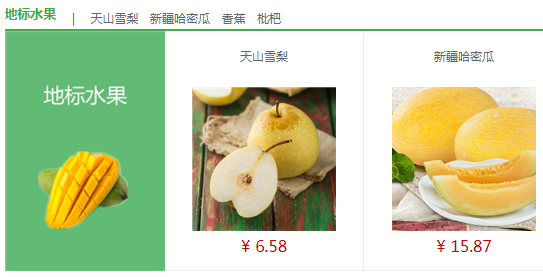 地标水果 | 天山雪梨 新疆哈密瓜 香蕉 枇杷
地标水果
天山雪梨
新疆哈密瓜
¥ 6.58
¥ 15.87